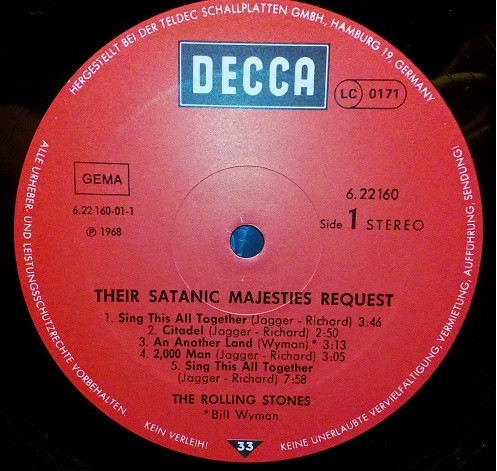 HERGESTELLT BEI DER TELDEC SCHALLPLATTEN GMBH., HAMBURG 19, GERMANY
DECCA
LC 0171
GEMA
6.22160-01-1
Ⓟ 1968
6.22160
Side 1 STEREO
THEIR SATANIC MAJESTIES REQUEST
1. Sing This All Together (Jagger - Richard) 3:46
2. Citadel (Jagger - Richard) 2:50
3. An Another Land (Wyman) * 3:13
4. 2,000 Man (Jagger - Richard) 3:05
5. Sing This All Together
(Jagger - Richard) 7:58
THE ROLLING STONES
*Bill Wyman
33
ALLE URHEBER- UND LEISTUNGSSCHUTZRECHTE VORBEHALTEN
KEIN VERLEIH!
KEINE UNERLAUBTE VERVIELFÄLTIGUNG, VERMIETUNG, AUFFÜHRUNG, SENDUNG!